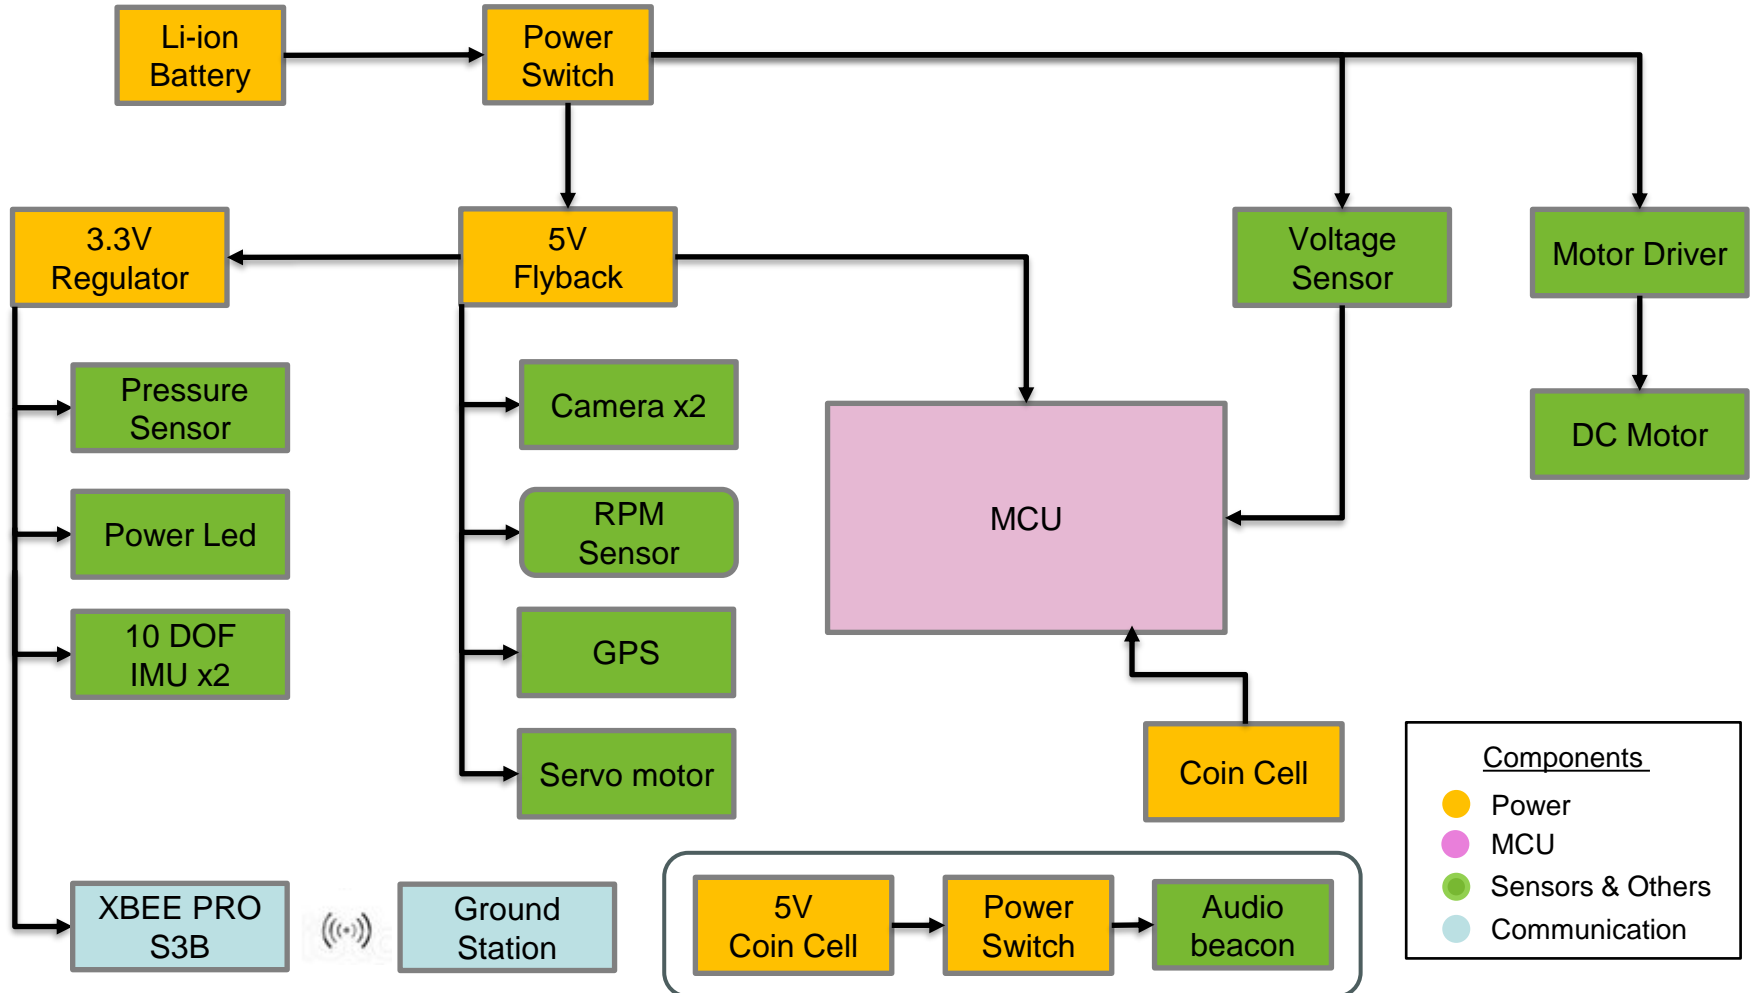 Li-ion
Battery
Power
Switch
3.3V
Regulator
5V
Flyback
Voltage
Sensor
Motor Driver
Pressure
Sensor
Camera x2
DC Motor
Power Led
RPM
Sensor
MCU
10 DOF
IMU x2
GPS
Servo motor
Coin Cell
XBEE PRO
S3B
Ground
Station
5V
Coin Cell
Power
Switch
Audio
beacon
Components
Power
MCU
Sensors & Others
Communication